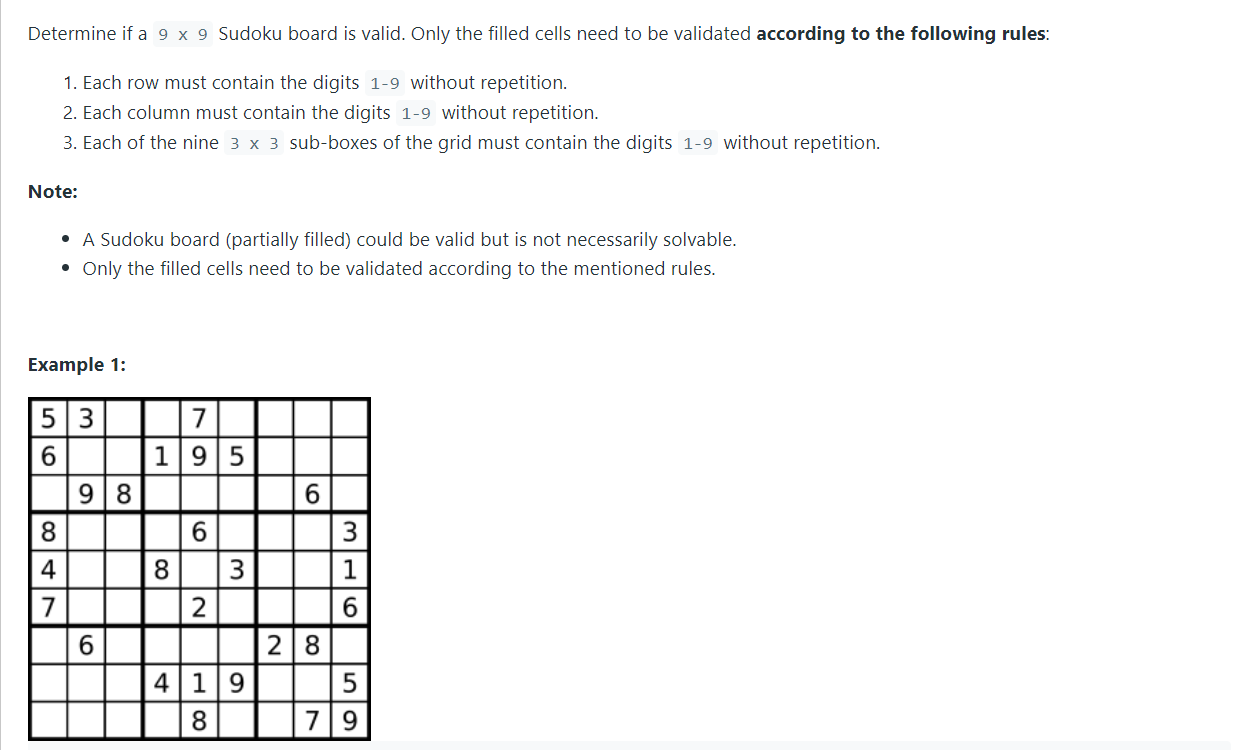 Determine if a 9 x 9 Sudoku board is valid. Only the filled cells need to be validated according to the following rules:
1. Each row must contain the digits 1-9 without repetition.
2. Each column must contain the digits 1-9 without repetition.
3. Each of the nine 3 x 3 sub-boxes of the grid must contain the digits 1-9 without repetition.
Note:
• A Sudoku board (partially filled) could be valid but is not necessarily solvable.
• Only the filled cells need to be validated according to the mentioned rules.
Example 1:
5 3 7
6 1 9 5
9 8 6
8 6 3
4 8 3 1
7 2 6
6 2 8
4 1 9 5
8 7 9